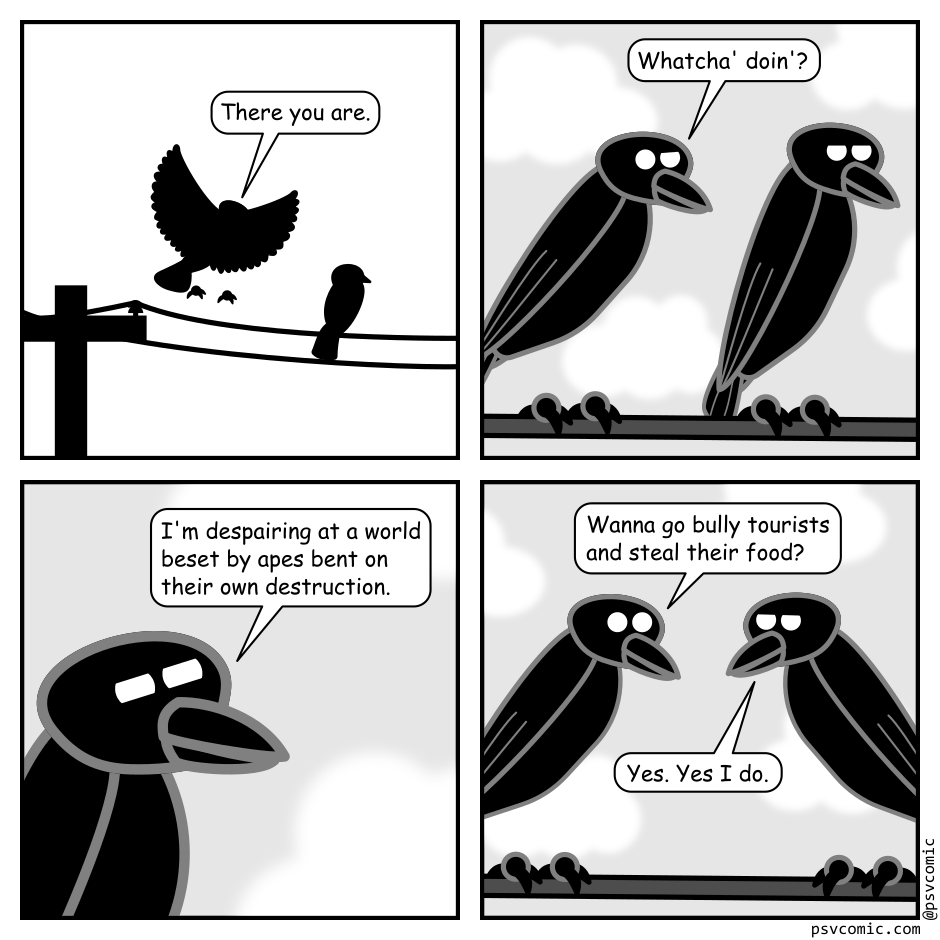 There you are.
Whatcha' doin'?
I'm despairing at a world
beset by apes bent on
their own destruction.
Wanna go bully tourists
and steal their food?
Yes. Yes I do.
@psvcomic
psvcomic.com